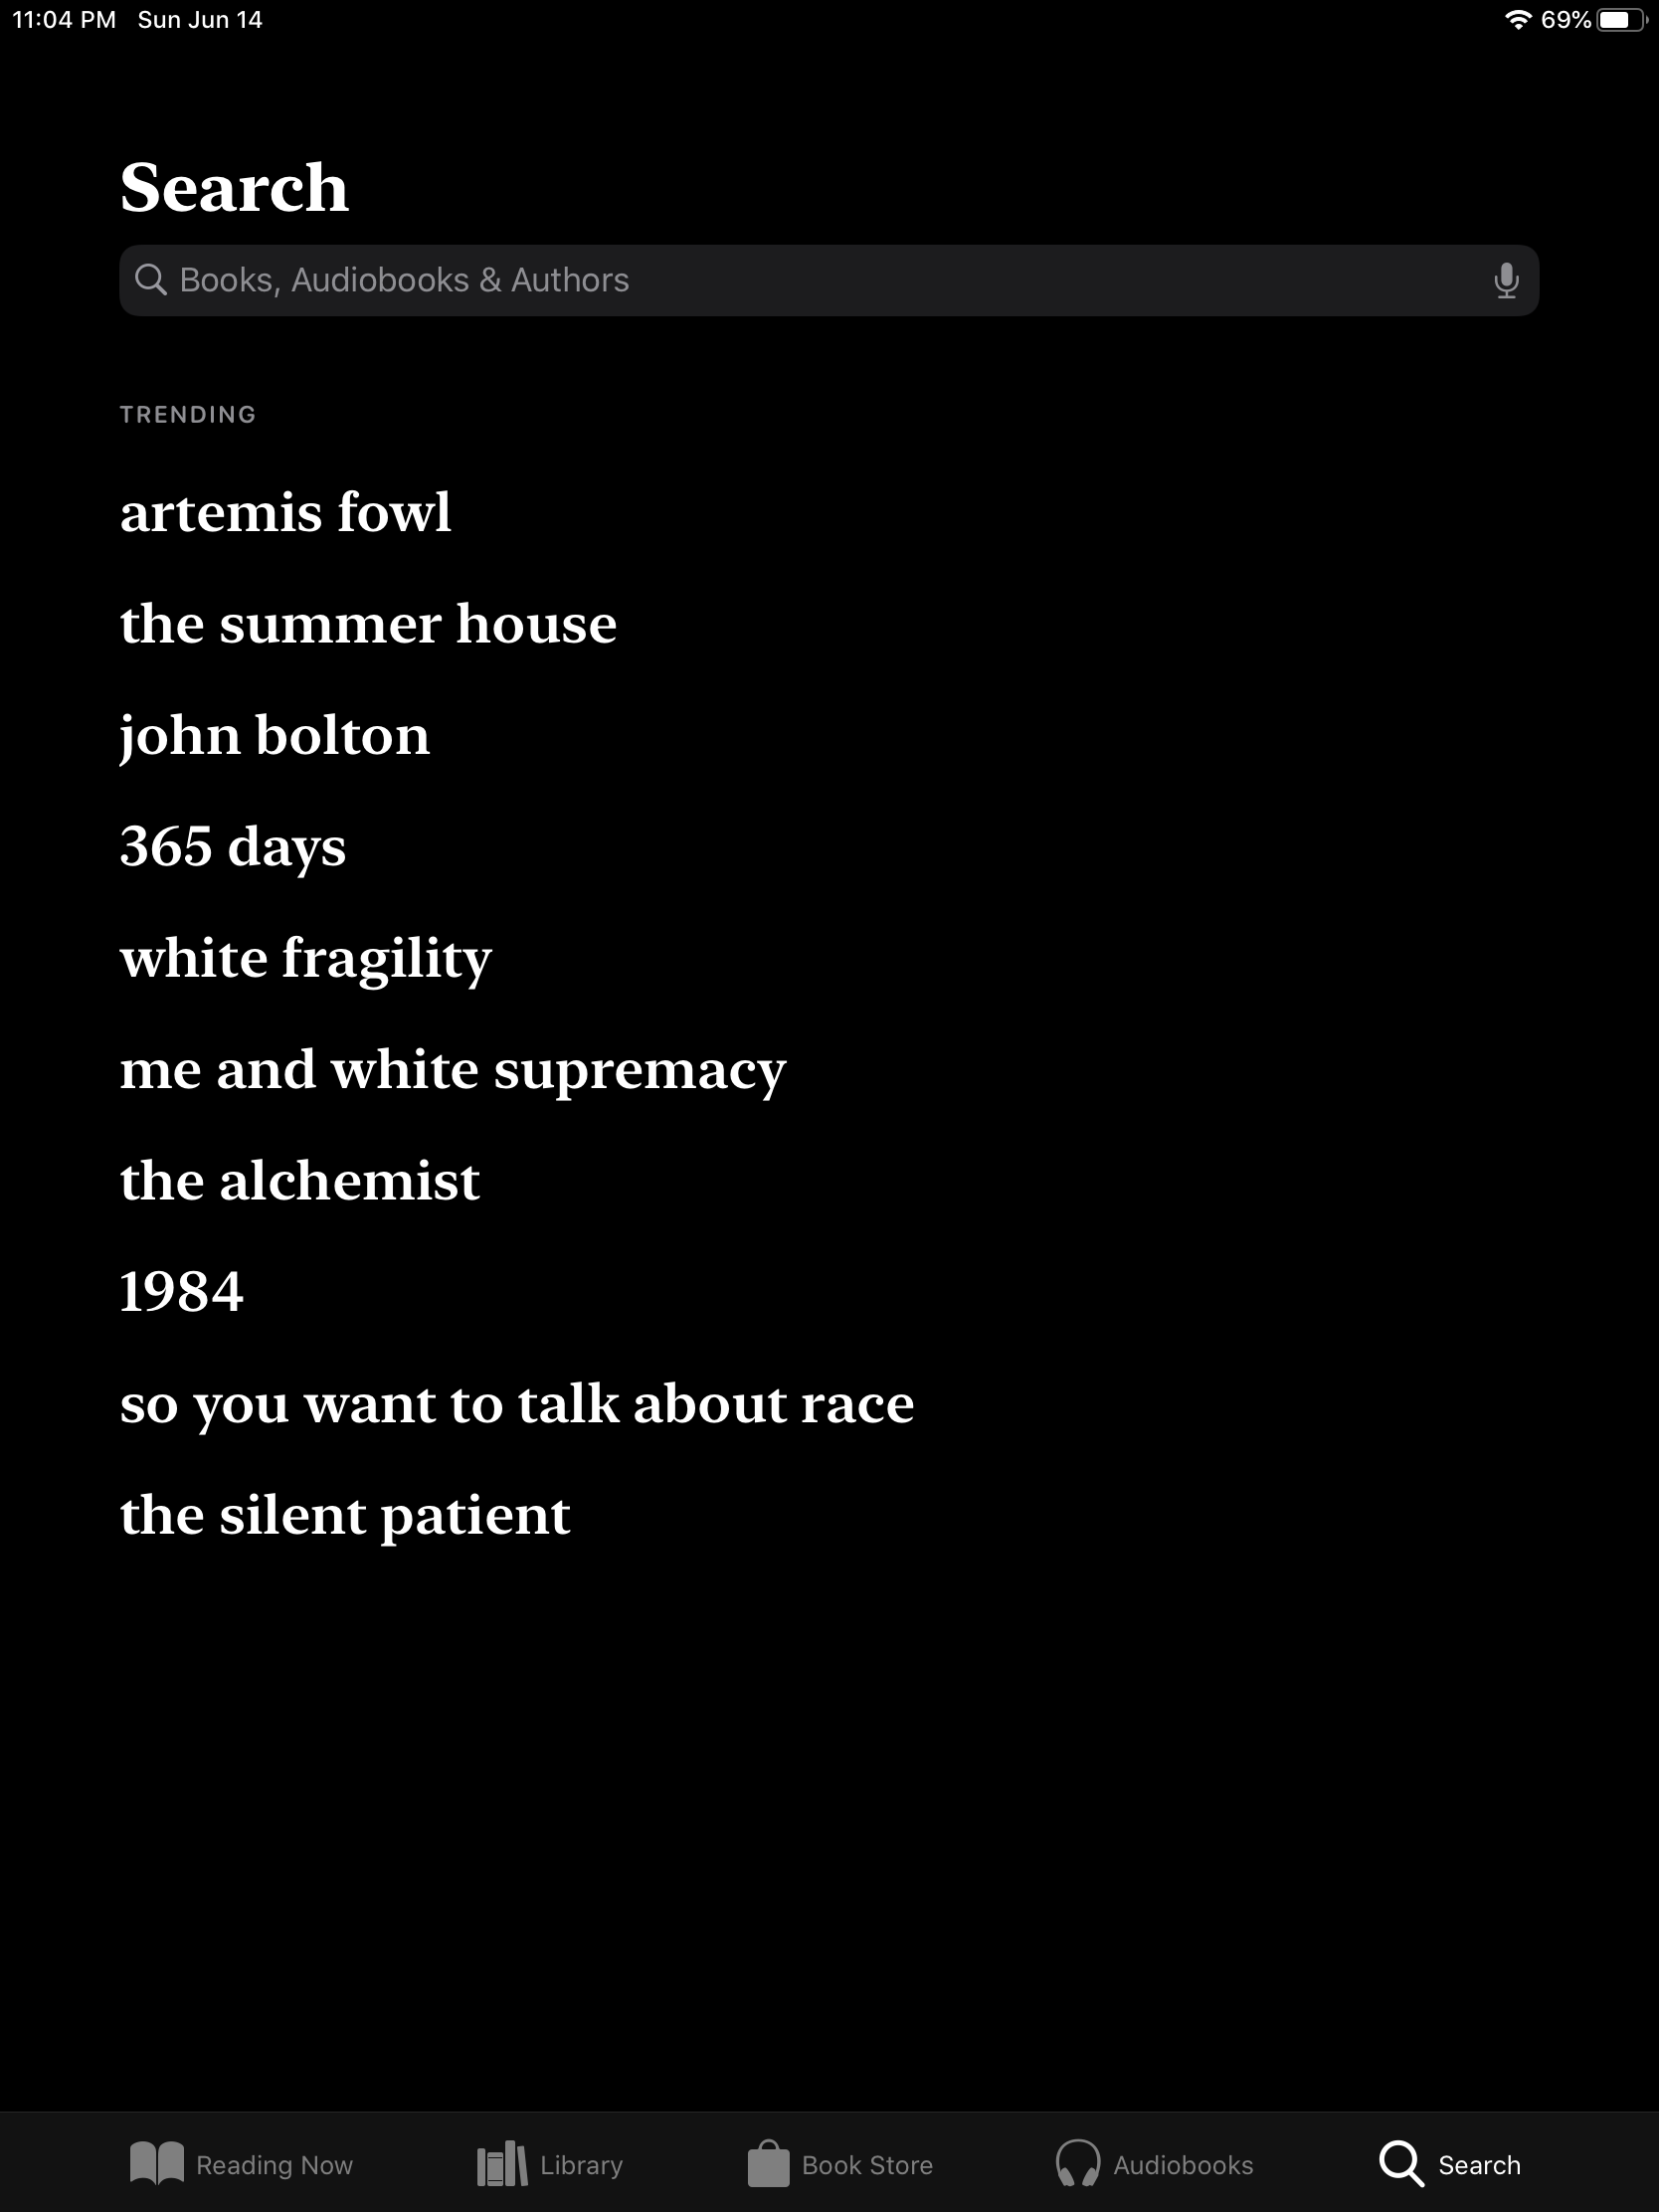 11:04 PM Sun Jun 14 69%
Search
Books, Audiobooks & Authors
TRENDING
artemis fowl
the summer house
john bolton
365 days
white fragility
me and white supremacy
the alchemist
1984
so you want to talk about race
the silent patient
Reading Now Library Book Store Audiobooks Search